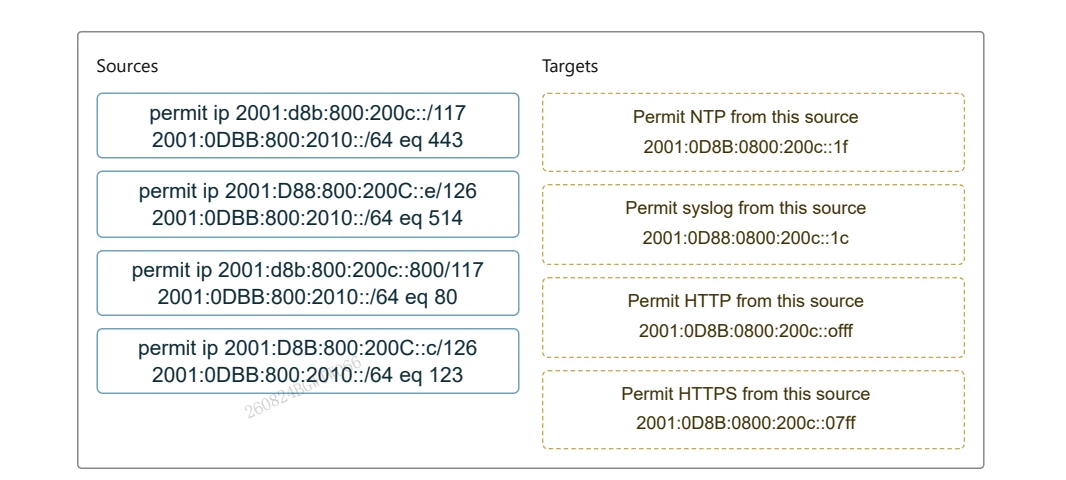 Sources
Targets
permit ip 2001:d8b:800:200c::/117
2001:0DBB:800:2010::/64 eq 443
permit ip 2001:D88:800:200C::e/126
2001:0DBB:800:2010::/64 eq 514
permit ip 2001:d8b:800:200c::800/117
2001:0DBB:800:2010::/64 eq 80
permit ip 2001:D8B:800:200C::c/126
2001:0DBB:800:2010::/64 eq 123
Permit NTP from this source
2001:0D8B:0800:200c::1f
Permit syslog from this source
2001:0D88:0800:200c::1c
Permit HTTP from this source
2001:0D8B:0800:200c::offf
Permit HTTPS from this source
2001:0D8B:0800:200c::07ff